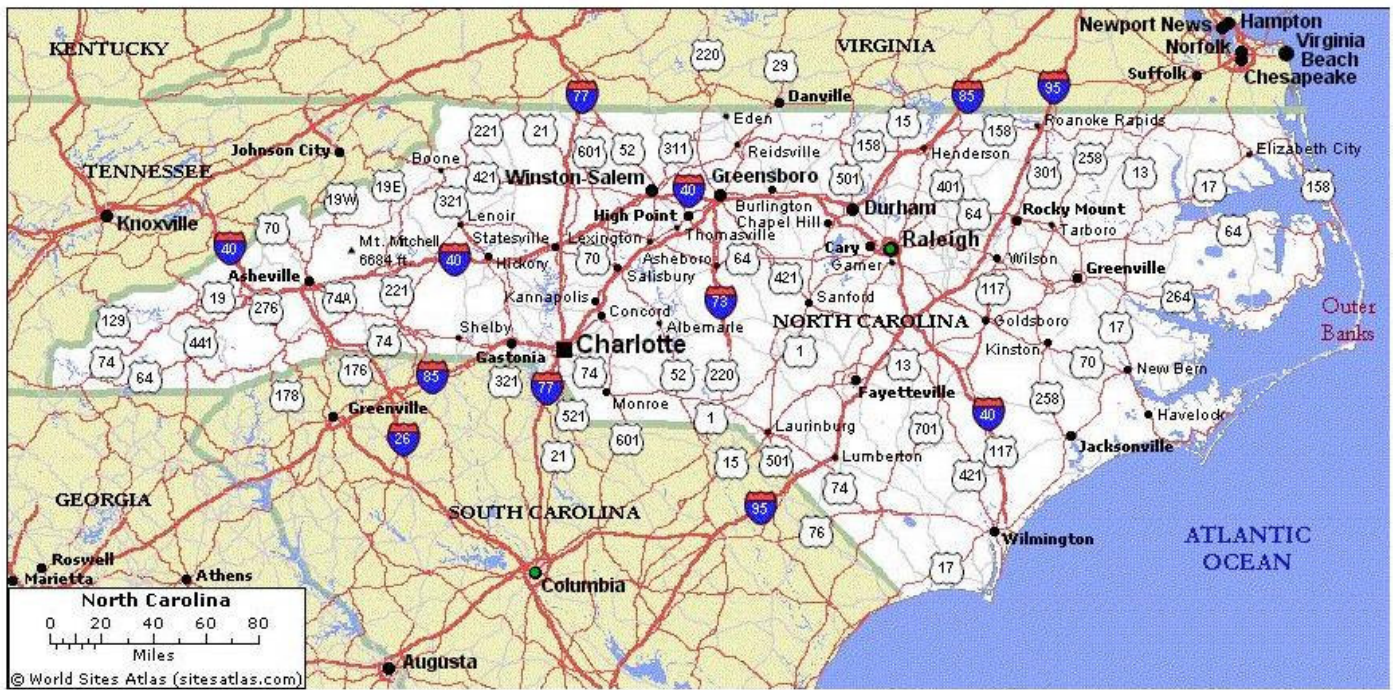 Newport News
Hampton
KENTUCKY
VIRGINIA
Norfolk
Virginia
Beach
220
29
Suffolk
Chesapeake
77
85
95
Danville
Eden
15
Roanoke Rapids
221
21
601
52
311
158
158
Johnson City
Boone
Reidsville
Henderson
258
Elizabeth City
TENNESSEE
421
501
301
13
19E
Winston-Salem
40
Greensboro
401
17
158
19W
321
Burlington
Durham
Knoxville
High Point
Chapel Hill
64
Rocky Mount
70
Lenoir
Thomasville
Tarboro
64
40
Mt. Mitchell
6684 ft.
Statesville
Lexington
Cary
Raleigh
40
Hickory
70
Asheboro
64
Garner
Wilson
Asheville
Salisbury
421
Greenville
19
276
74A
221
Kannapolis
73
Sanford
117
264
129
Concord
Albemarle
NORTH CAROLINA
Goldsboro
Outer
Banks
441
74
Shelby
Charlotte
1
17
74
Gastonia
Kinston
64
176
85
321
77
74
52
220
13
70
New Bern
178
Monroe
Fayetteville
258
Greenville
521
1
40
Havelock
26
601
Laurinburg
701
Jacksonville
21
15
501
Lumberton
117
421
74
GEORGIA
SOUTH CAROLINA
95
76
Wilmington
ATLANTIC
OCEAN
Roswell
Marietta
Athens
Columbia
17
North Carolina
0 20 40 60 80
Miles
Augusta
© World Sites Atlas (sitesatlas.com)